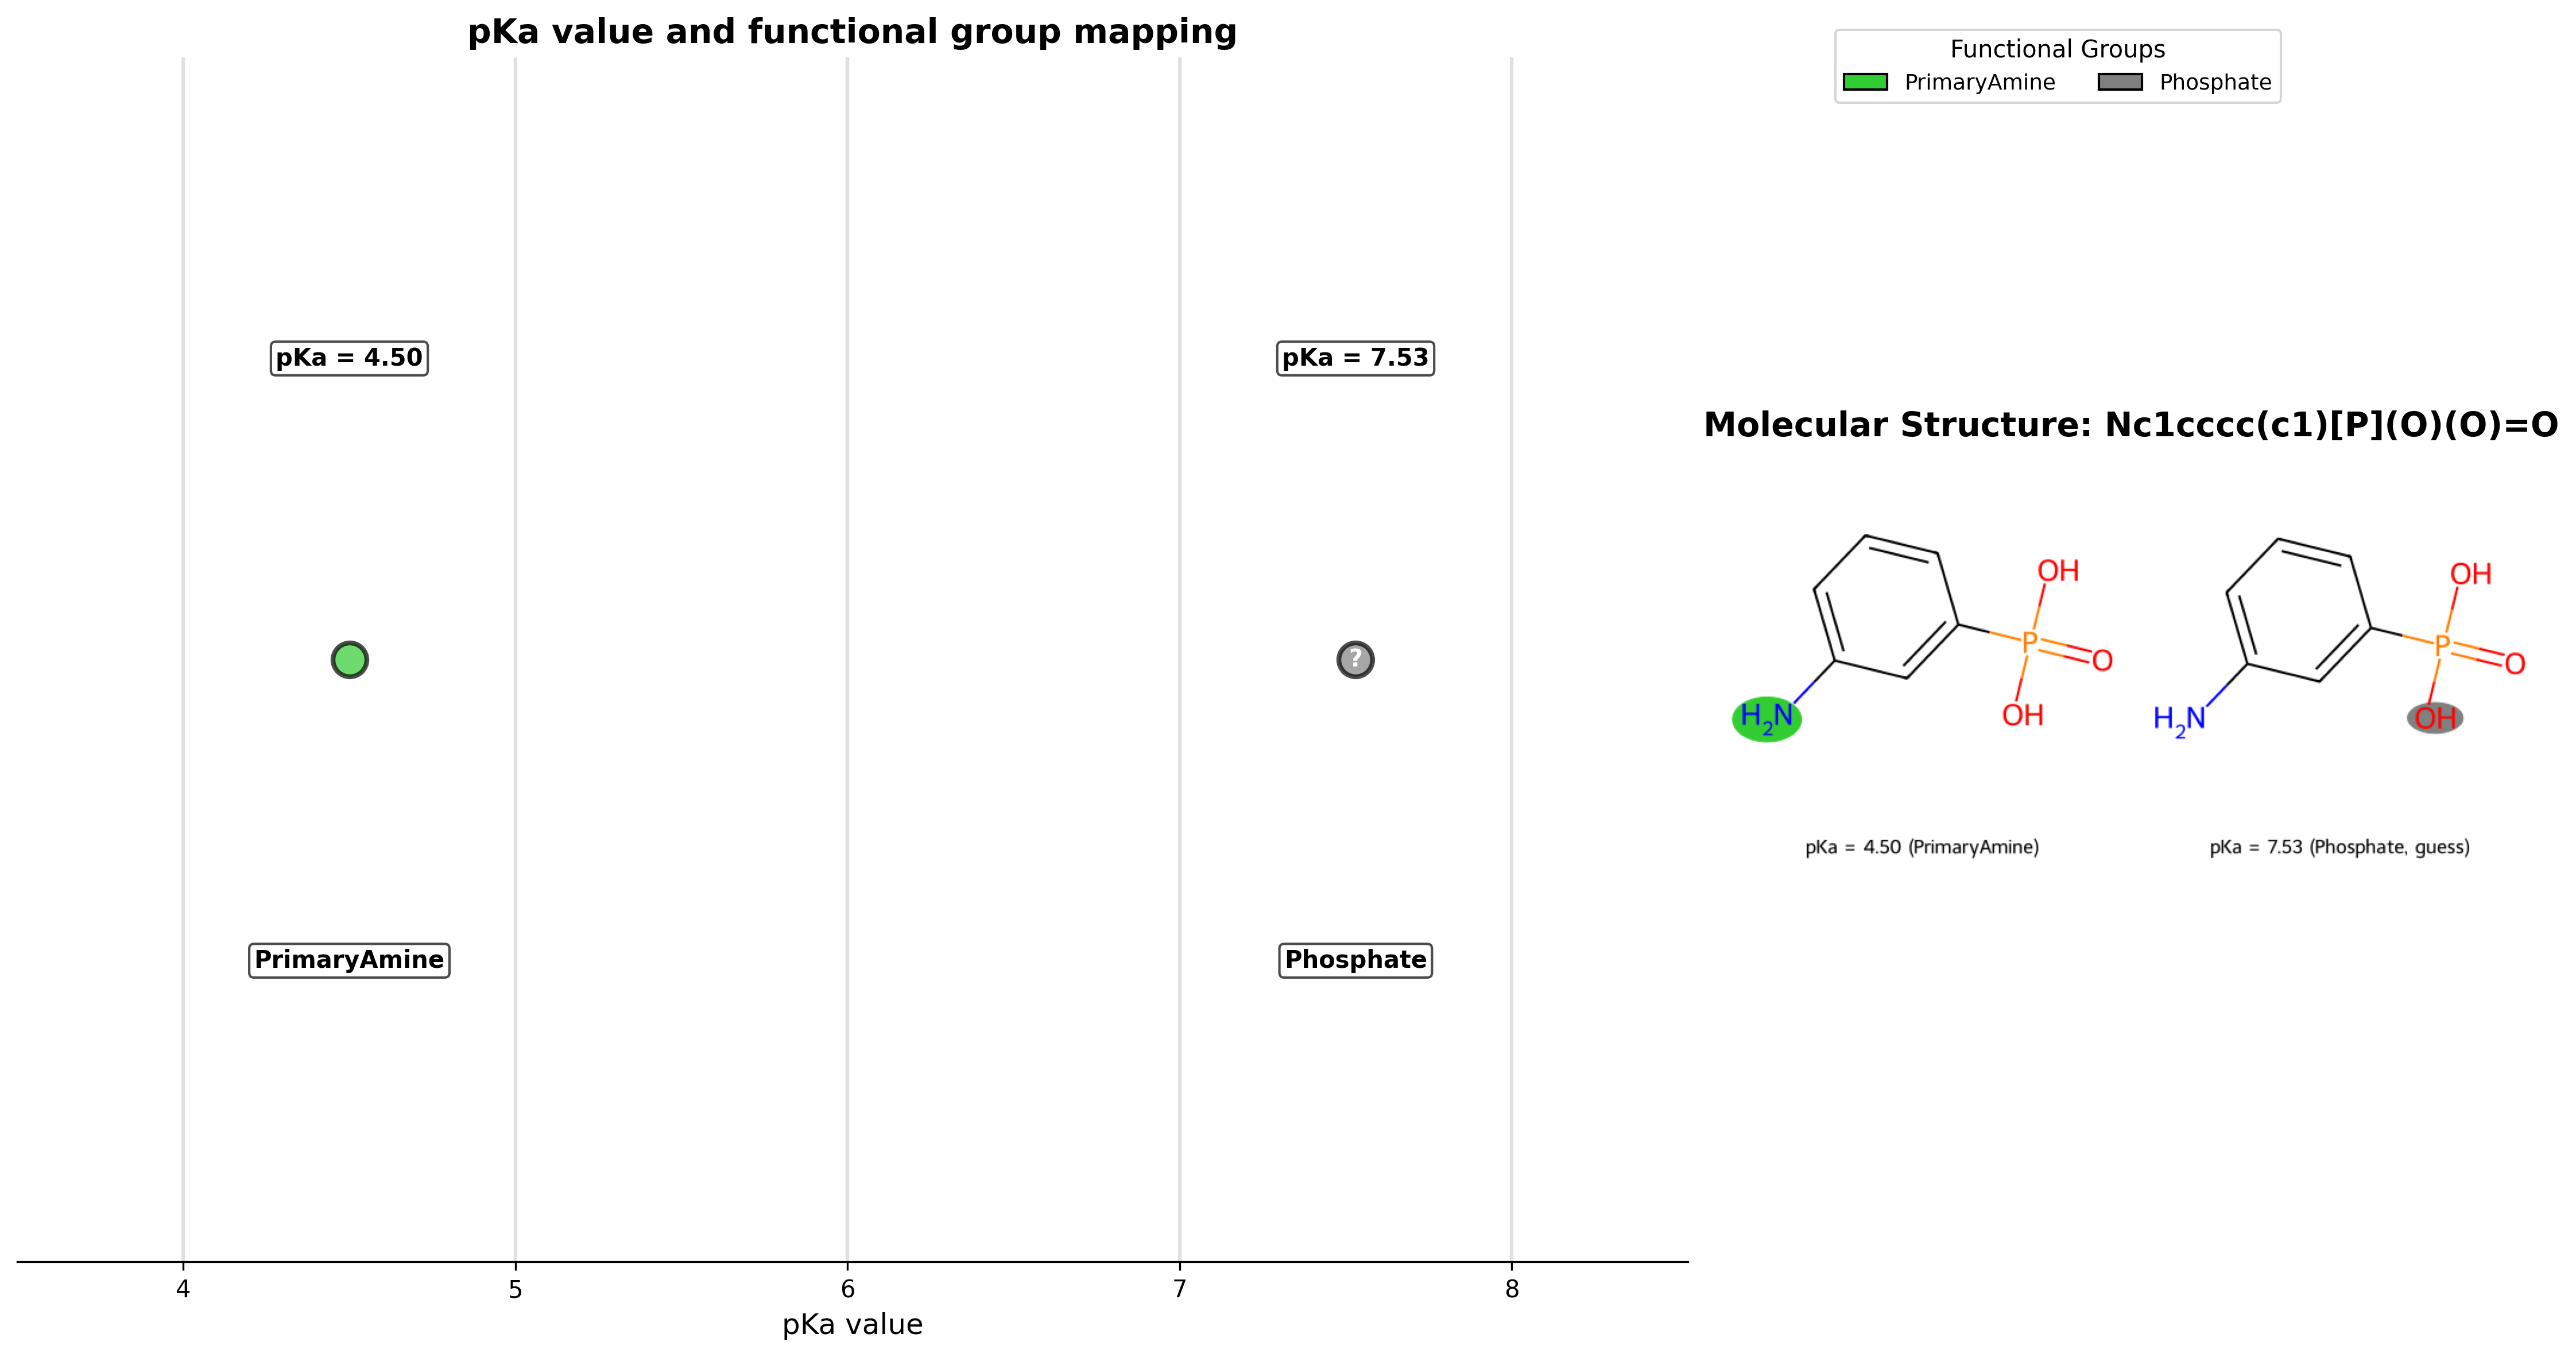 pKa value and functional group mapping
pKa = 4.50
pKa = 7.53
?
PrimaryAmine
Phosphate
4
5
6
7
8
pKa value
Functional Groups
PrimaryAmine
Phosphate
Molecular Structure: Nc1cccc(c1)[P](O)(O)=O
OH
P
O
OH
H2N
OH
P
O
OH
H2N
pKa = 4.50 (PrimaryAmine)
pKa = 7.53 (Phosphate, guess)